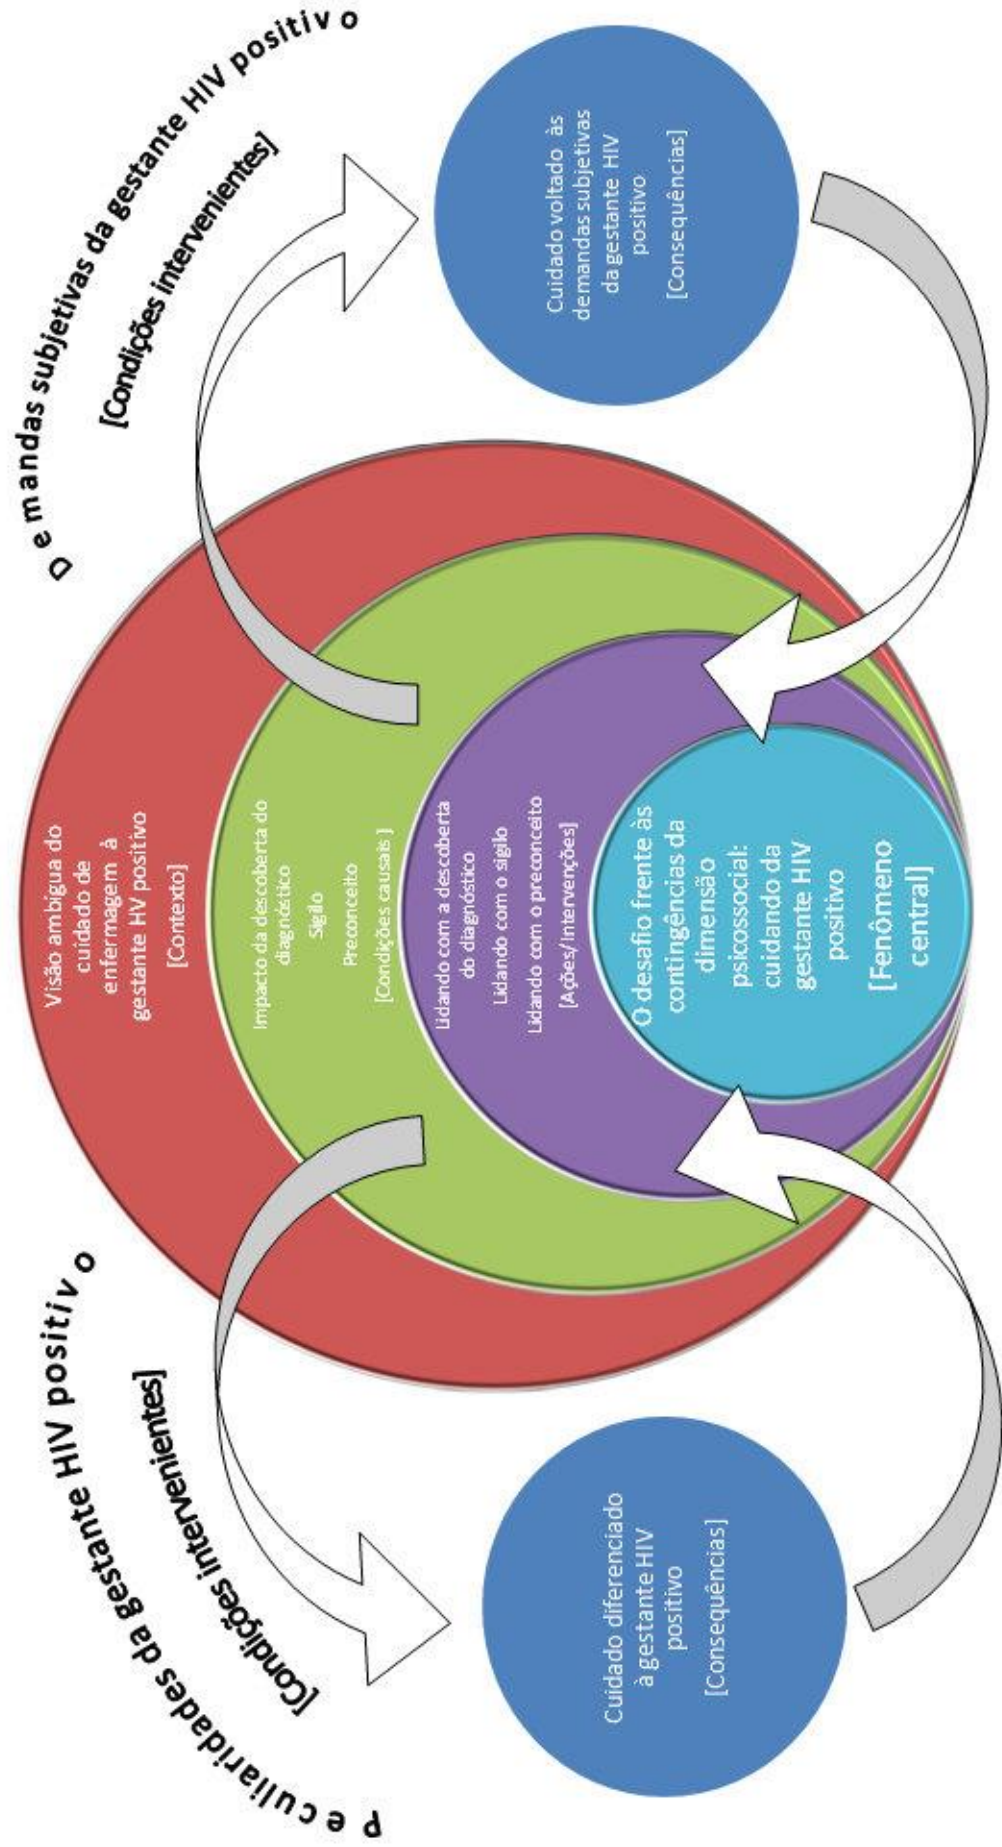 Peculiaridades da gestante HIV positivo
[Condições intervenientes]
Demandas subjetivas da gestante HIV positivo
[Condições intervenientes]
Visão ambigua do
cuidado de
enfermagem à
gestante HV positivo
[Contexto]
Impacto da descoberta do
diagnóstico
Sigilo
Preconceito
[Condições causais ]
Lidando com a descoberta
do diagnóstico
Lidando com o sigilo
Lidando com o preconceito
[Ações/Intervenções]
O desafio frente às
contingências da
dimensão
psicossocial:
cuidando da
gestante HIV
positivo
[Fenômeno
central]
Cuidado diferenciado
à gestante HIV
positivo
[Consequências]
Cuidado voltado às
demandas subjetivas
da gestante HIV
positivo
[Consequências]